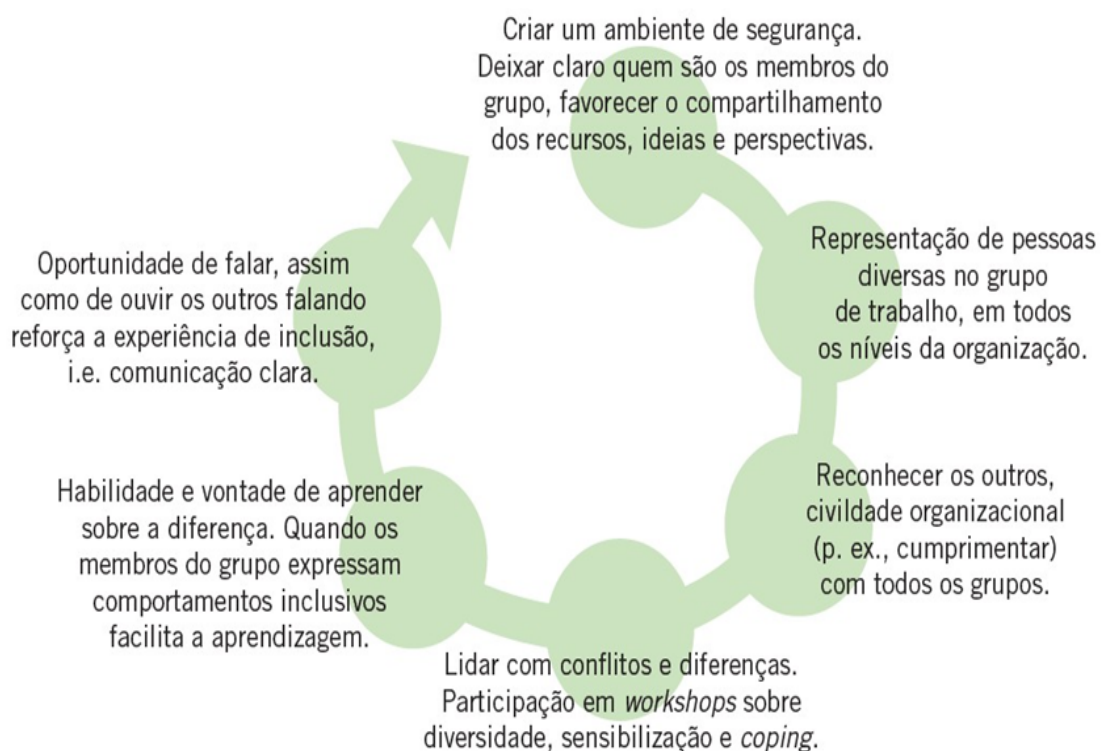 Criar um ambiente de segurança.
Deixar claro quem são os membros do
grupo, favorecer o compartilhamento
dos recursos, ideias e perspectivas.
Representação de pessoas
diversas no grupo
de trabalho, em todos
os níveis da organização.
Reconhecer os outros,
civildade organizacional
(p. ex., cumprimentar)
com todos os grupos.
Lidar com conflitos e diferenças.
Participação em workshops sobre
diversidade, sensibilização e coping.
Habilidade e vontade de aprender
sobre a diferença. Quando os
membros do grupo expressam
comportamentos inclusivos
facilita a aprendizagem.
Oportunidade de falar, assim
como de ouvir os outros falando
reforça a experiência de inclusão,
i.e. comunicação clara.